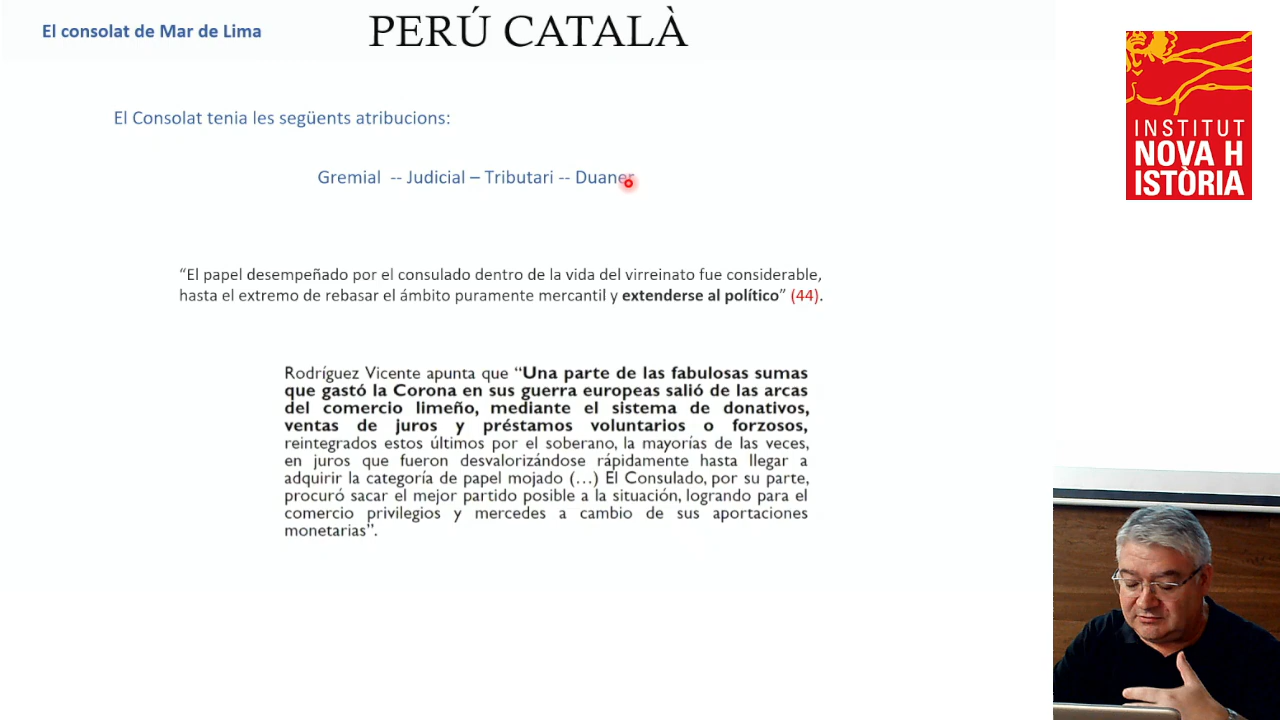 El consolat de Mar de Lima
PERÚ CATALÀ
INSTITUT
NOVA H
ISTÒRIA
El Consolat tenia les següents atribucions:
Gremial -- Judicial – Tributari -- Duaner
“El papel desempeñado por el consulado dentro de la vida del virreinato fue considerable,
hasta el extremo de rebasar el ámbito puramente mercantil y extenderse al político” (44).
Rodríguez Vicente apunta que “Una parte de las fabulosas sumas
que gastó la Corona en sus guerra europeas salió de las arcas
del comercio limeño, mediante el sistema de donativos,
ventas de juros y préstamos voluntarios o forzosos,
reintegrados estos últimos por el soberano, la mayorías de las veces,
en juros que fueron desvalorizándose rápidamente hasta llegar a
adquirir la categoría de papel mojado (…) El Consulado, por su parte,
procuró sacar el mejor partido posible a la situación, logrando para el
comercio privilegios y mercedes a cambio de sus aportaciones
monetarias”.